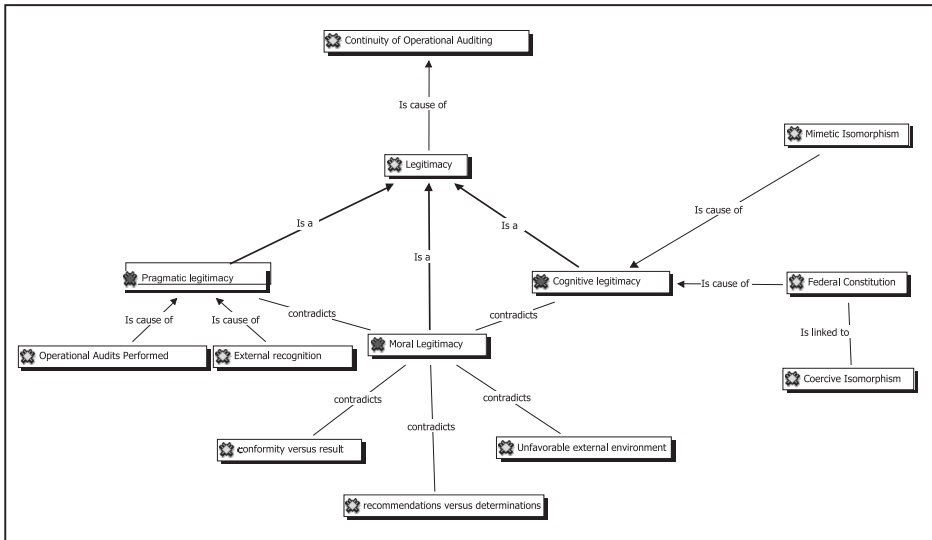 Continuity of Operational Auditing
Is cause of
Mimetic Isomorphism
Legitimacy
Is cause of
Is a
Is a
Is a
Pragmatic legitimacy
Cognitive legitimacy
Is cause of
Federal Constitution
Is cause of
Is cause of
contradicts
contradicts
Is linked to
Operational Audits Performed
External recognition
Moral Legitimacy
Coercive Isomorphism
contradicts
contradicts
contradicts
conformity versus result
Unfavorable external environment
recommendations versus determinations